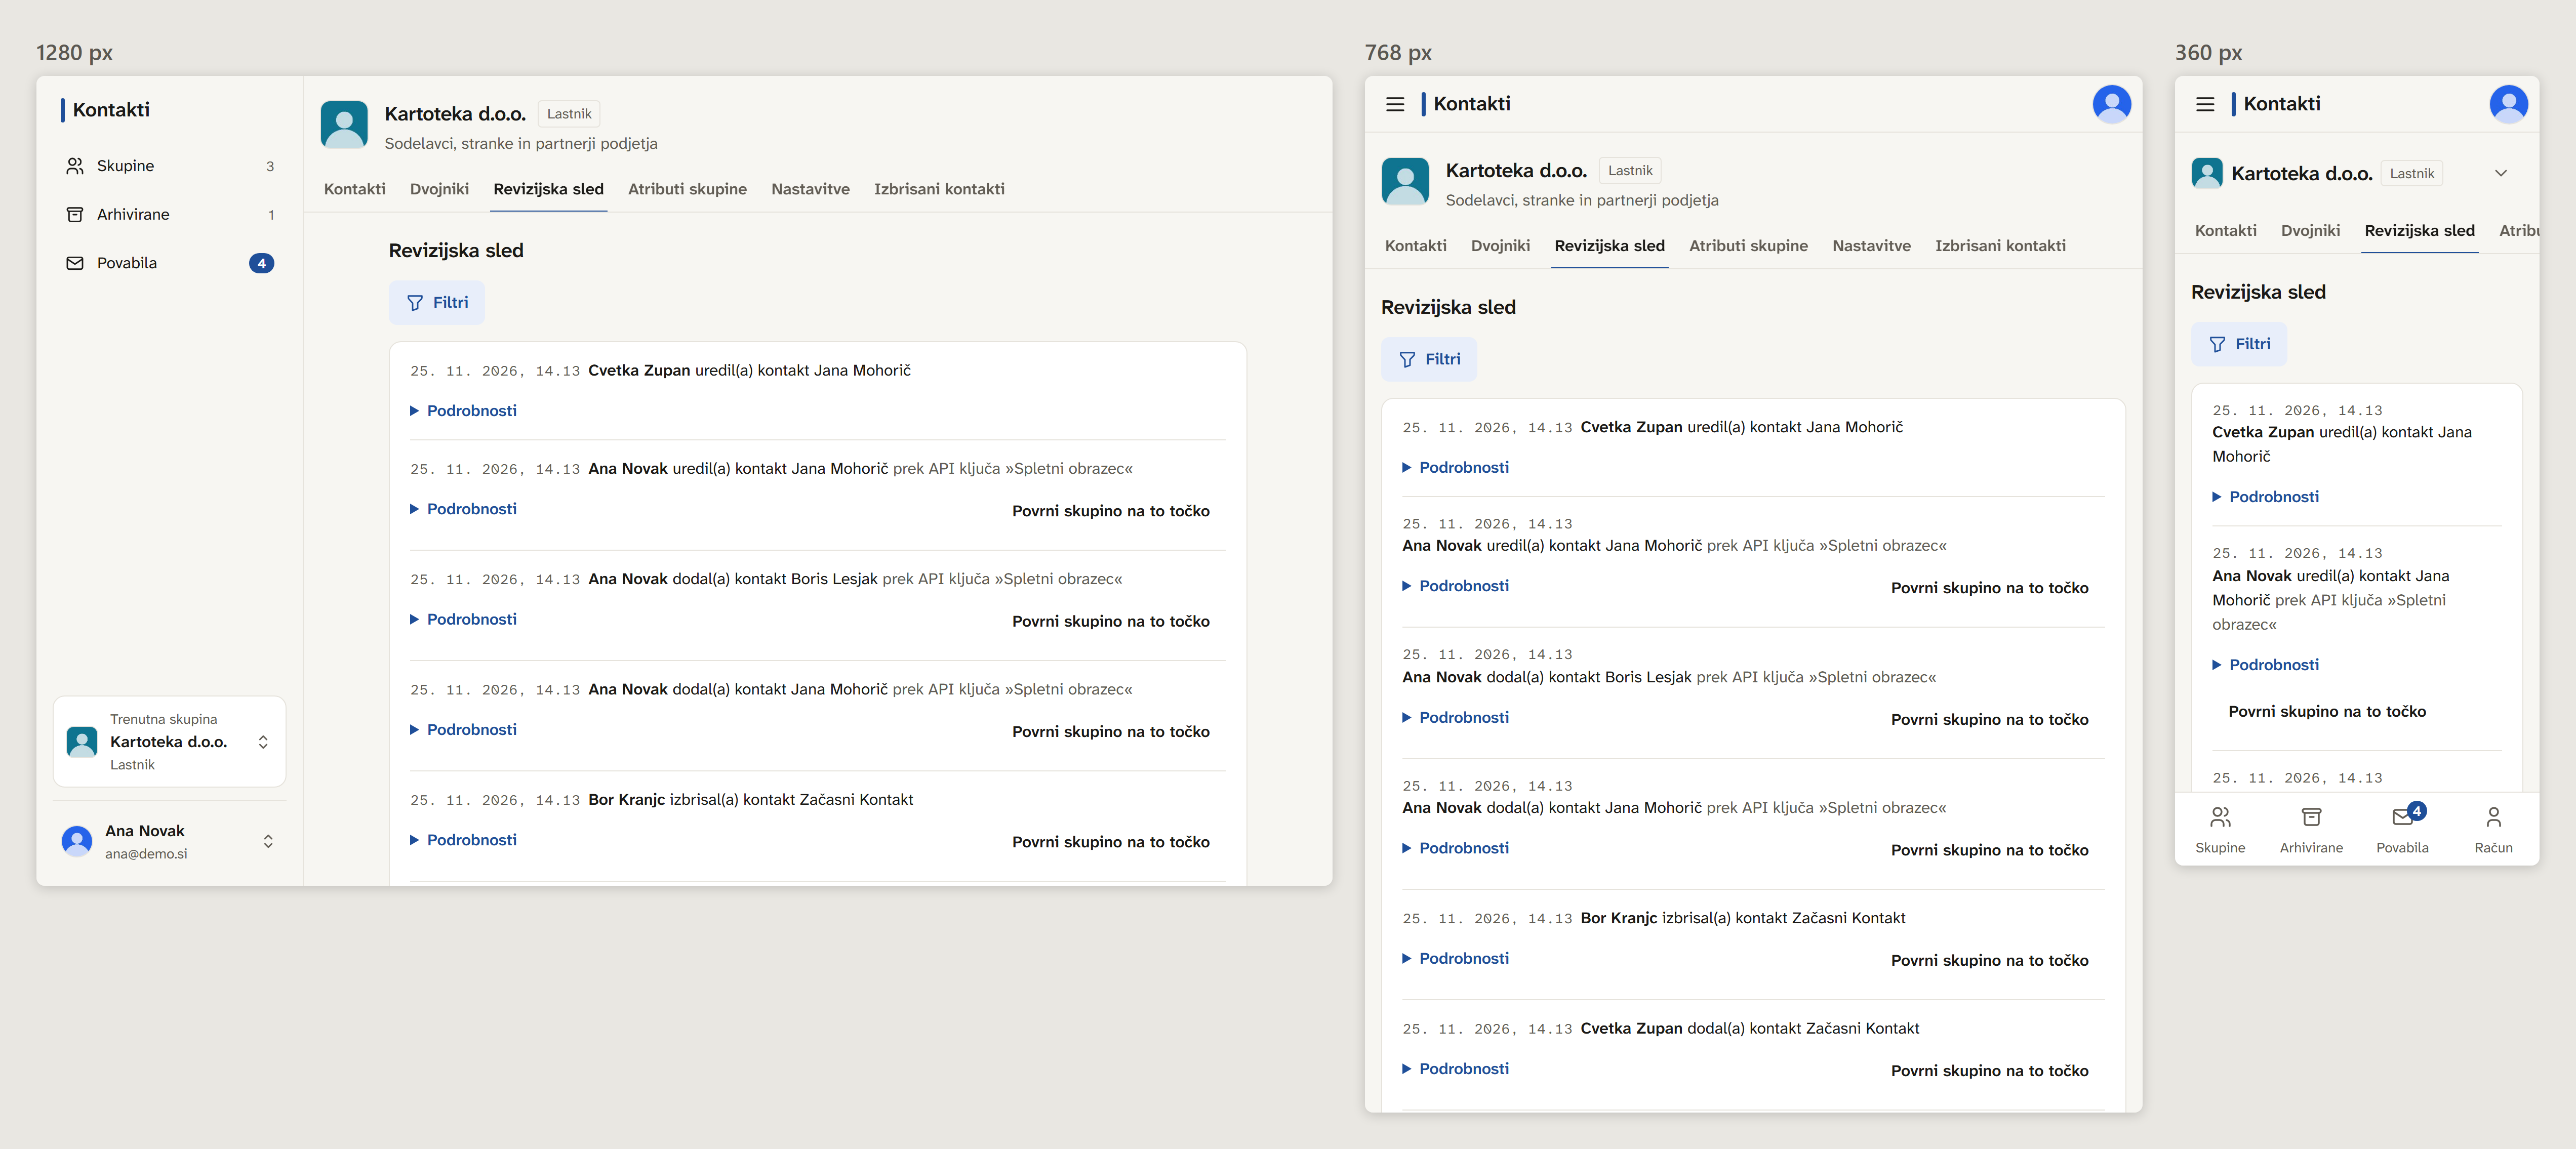 1280 px
Kontakti
Skupine 3
Arhivirane 1
Povabila 4
Trenutna skupina
Kartoteka d.o.o.
Lastnik
Ana Novak
ana@demo.si
Kartoteka d.o.o. Lastnik
Sodelavci, stranke in partnerji podjetja
Kontakti Dvojniki Revizijska sled Atributi skupine Nastavitve Izbrisani kontakti
Revizijska sled
Filtri
25. 11. 2026, 14.13 Cvetka Zupan uredil(a) kontakt Jana Mohorič
Podrobnosti
25. 11. 2026, 14.13 Ana Novak uredil(a) kontakt Jana Mohorič prek API ključa »Spletni obrazec«
Podrobnosti Povrni skupino na to točko
25. 11. 2026, 14.13 Ana Novak dodal(a) kontakt Boris Lesjak prek API ključa »Spletni obrazec«
Podrobnosti Povrni skupino na to točko
25. 11. 2026, 14.13 Ana Novak dodal(a) kontakt Jana Mohorič prek API ključa »Spletni obrazec«
Podrobnosti Povrni skupino na to točko
25. 11. 2026, 14.13 Bor Kranjc izbrisal(a) kontakt Začasni Kontakt
Podrobnosti Povrni skupino na to točko
768 px
Kontakti
Kartoteka d.o.o. Lastnik
Sodelavci, stranke in partnerji podjetja
Kontakti Dvojniki Revizijska sled Atributi skupine Nastavitve Izbrisani kontakti
Revizijska sled
Filtri
25. 11. 2026, 14.13 Cvetka Zupan uredil(a) kontakt Jana Mohorič
Podrobnosti
25. 11. 2026, 14.13
Ana Novak uredil(a) kontakt Jana Mohorič prek API ključa »Spletni obrazec«
Podrobnosti Povrni skupino na to točko
25. 11. 2026, 14.13
Ana Novak dodal(a) kontakt Boris Lesjak prek API ključa »Spletni obrazec«
Podrobnosti Povrni skupino na to točko
25. 11. 2026, 14.13
Ana Novak dodal(a) kontakt Jana Mohorič prek API ključa »Spletni obrazec«
Podrobnosti Povrni skupino na to točko
25. 11. 2026, 14.13 Bor Kranjc izbrisal(a) kontakt Začasni Kontakt
Podrobnosti Povrni skupino na to točko
25. 11. 2026, 14.13 Cvetka Zupan dodal(a) kontakt Začasni Kontakt
Podrobnosti Povrni skupino na to točko
360 px
Kontakti
Kartoteka d.o.o. Lastnik
Kontakti Dvojniki Revizijska sled Atribu
Revizijska sled
Filtri
25. 11. 2026, 14.13
Cvetka Zupan uredil(a) kontakt Jana
Mohorič
Podrobnosti
25. 11. 2026, 14.13
Ana Novak uredil(a) kontakt Jana
Mohorič prek API ključa »Spletni
obrazec«
Podrobnosti
Povrni skupino na to točko
25. 11. 2026, 14.13
4
Skupine Arhivirane Povabila Račun